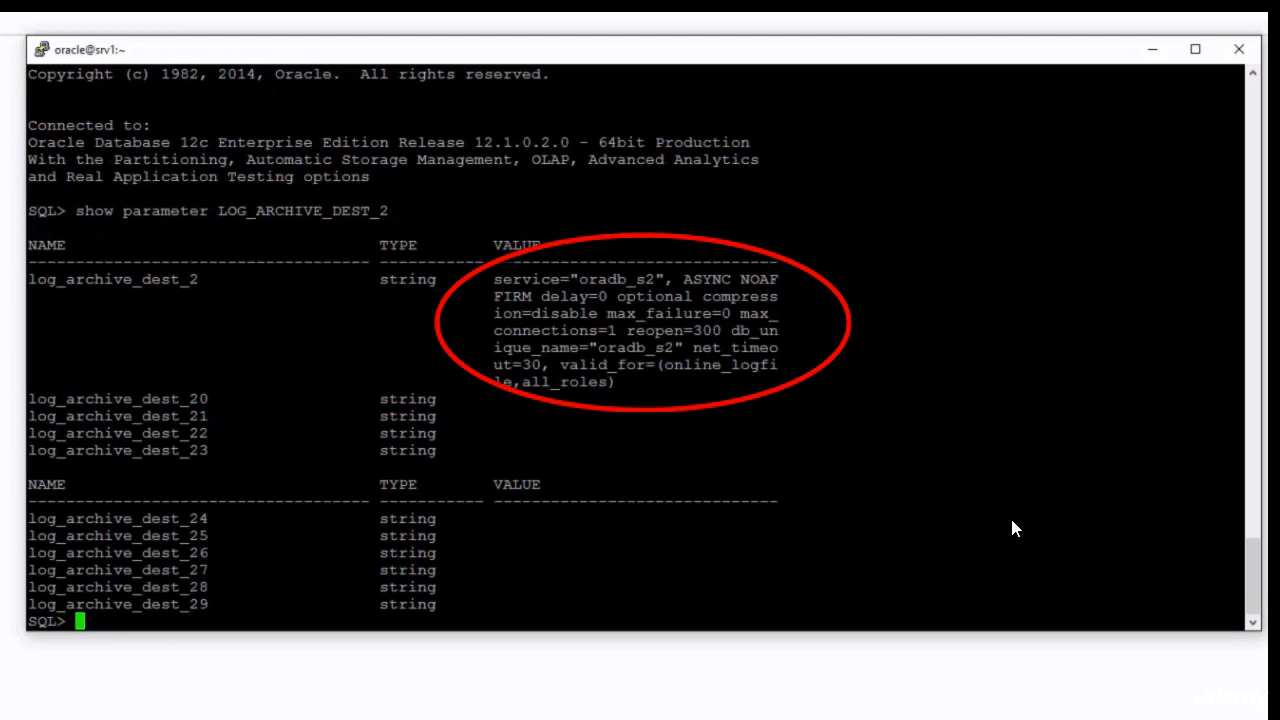 oracle@srv1:~
Copyright (c) 1982, 2014, Oracle.  All rights reserved.
Connected to:
Oracle Database 12c Enterprise Edition Release 12.1.0.2.0 - 64bit Production
With the Partitioning, Automatic Storage Management, OLAP, Advanced Analytics
and Real Application Testing options
SQL> show parameter LOG_ARCHIVE_DEST_2
NAME                                 TYPE        VALUE
------------------------------------ ----------- ------------------------------
log_archive_dest_2                   string      service="oradb_s2", ASYNC NOAF
                                                 FIRM delay=0 optional compress
                                                 ion=disable max_failure=0 max_
                                                 connections=1 reopen=300 db_un
                                                 ique_name="oradb_s2" net_timeo
                                                 ut=30, valid_for=(online_logfi
                                                 le,all_roles)
log_archive_dest_20                  string
log_archive_dest_21                  string
log_archive_dest_22                  string
log_archive_dest_23                  string
NAME                                 TYPE        VALUE
------------------------------------ ----------- ------------------------------
log_archive_dest_24                  string
log_archive_dest_25                  string
log_archive_dest_26                  string
log_archive_dest_27                  string
log_archive_dest_28                  string
log_archive_dest_29                  string
SQL>
udemy